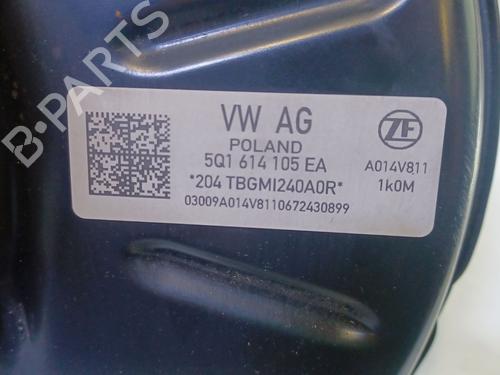 B-PARTS
VW AG
POLAND
5Q1 614 105 EA
*204 TBGMI240A0R*
03009A014V8110672430899
ZF
A014V811
1k0M